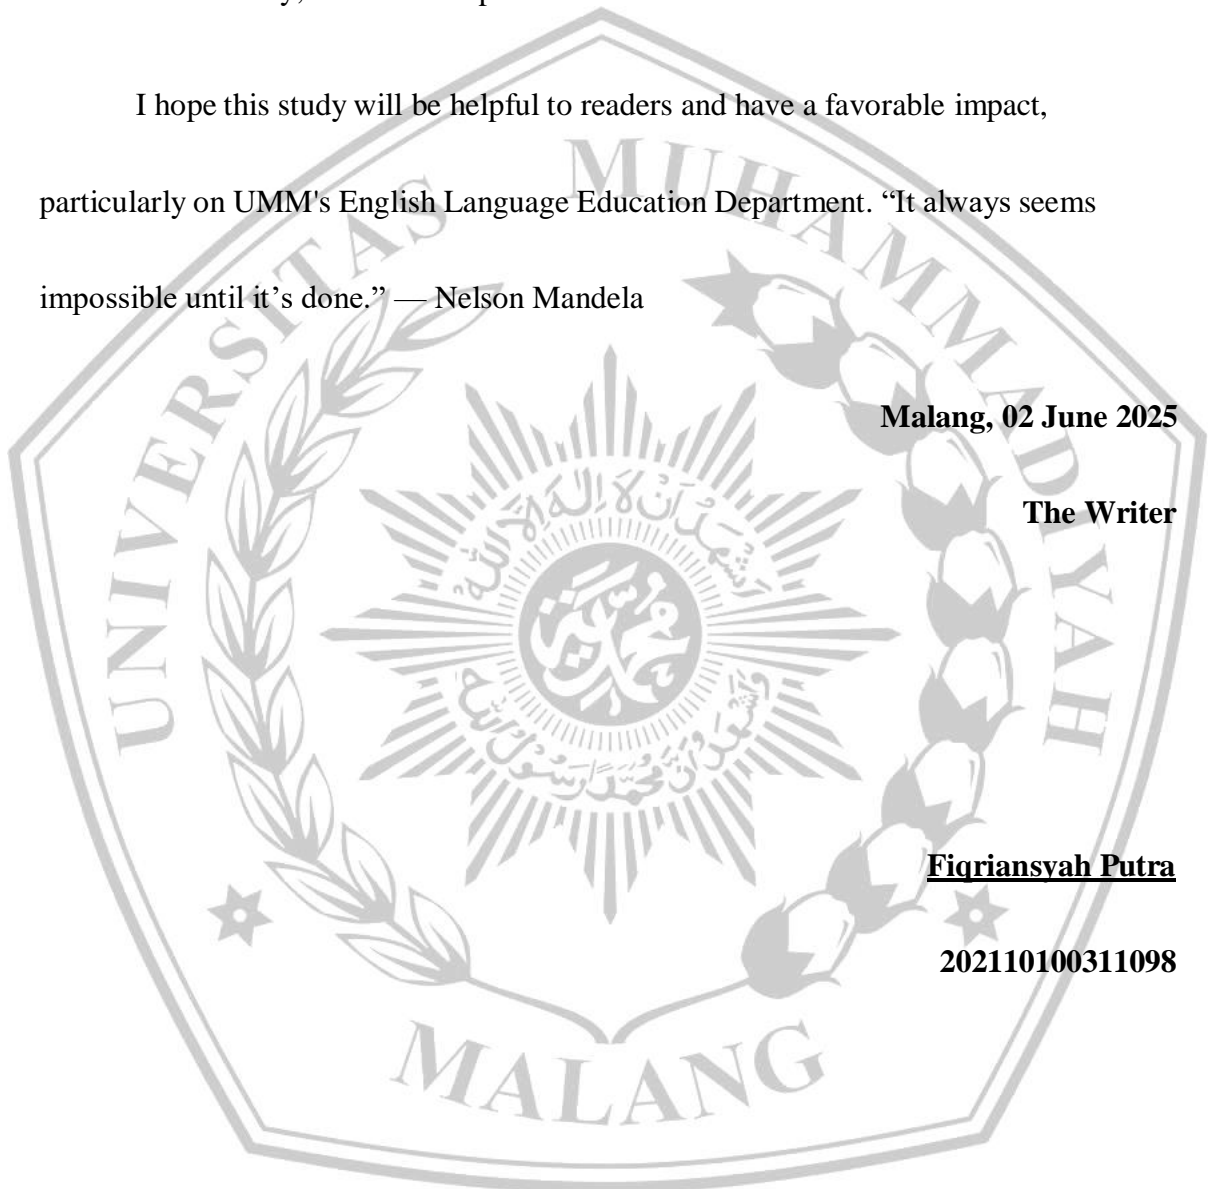 I hope this study will be helpful to readers and have a favorable impact,
particularly on UMM's English Language Education Department. “It always seems
impossible until it’s done.” — Nelson Mandela
Malang, 02 June 2025
The Writer
Fiqriansyah Putra
202110100311098
UNIVERSITAS MUHAMMADIYAH
MALANG